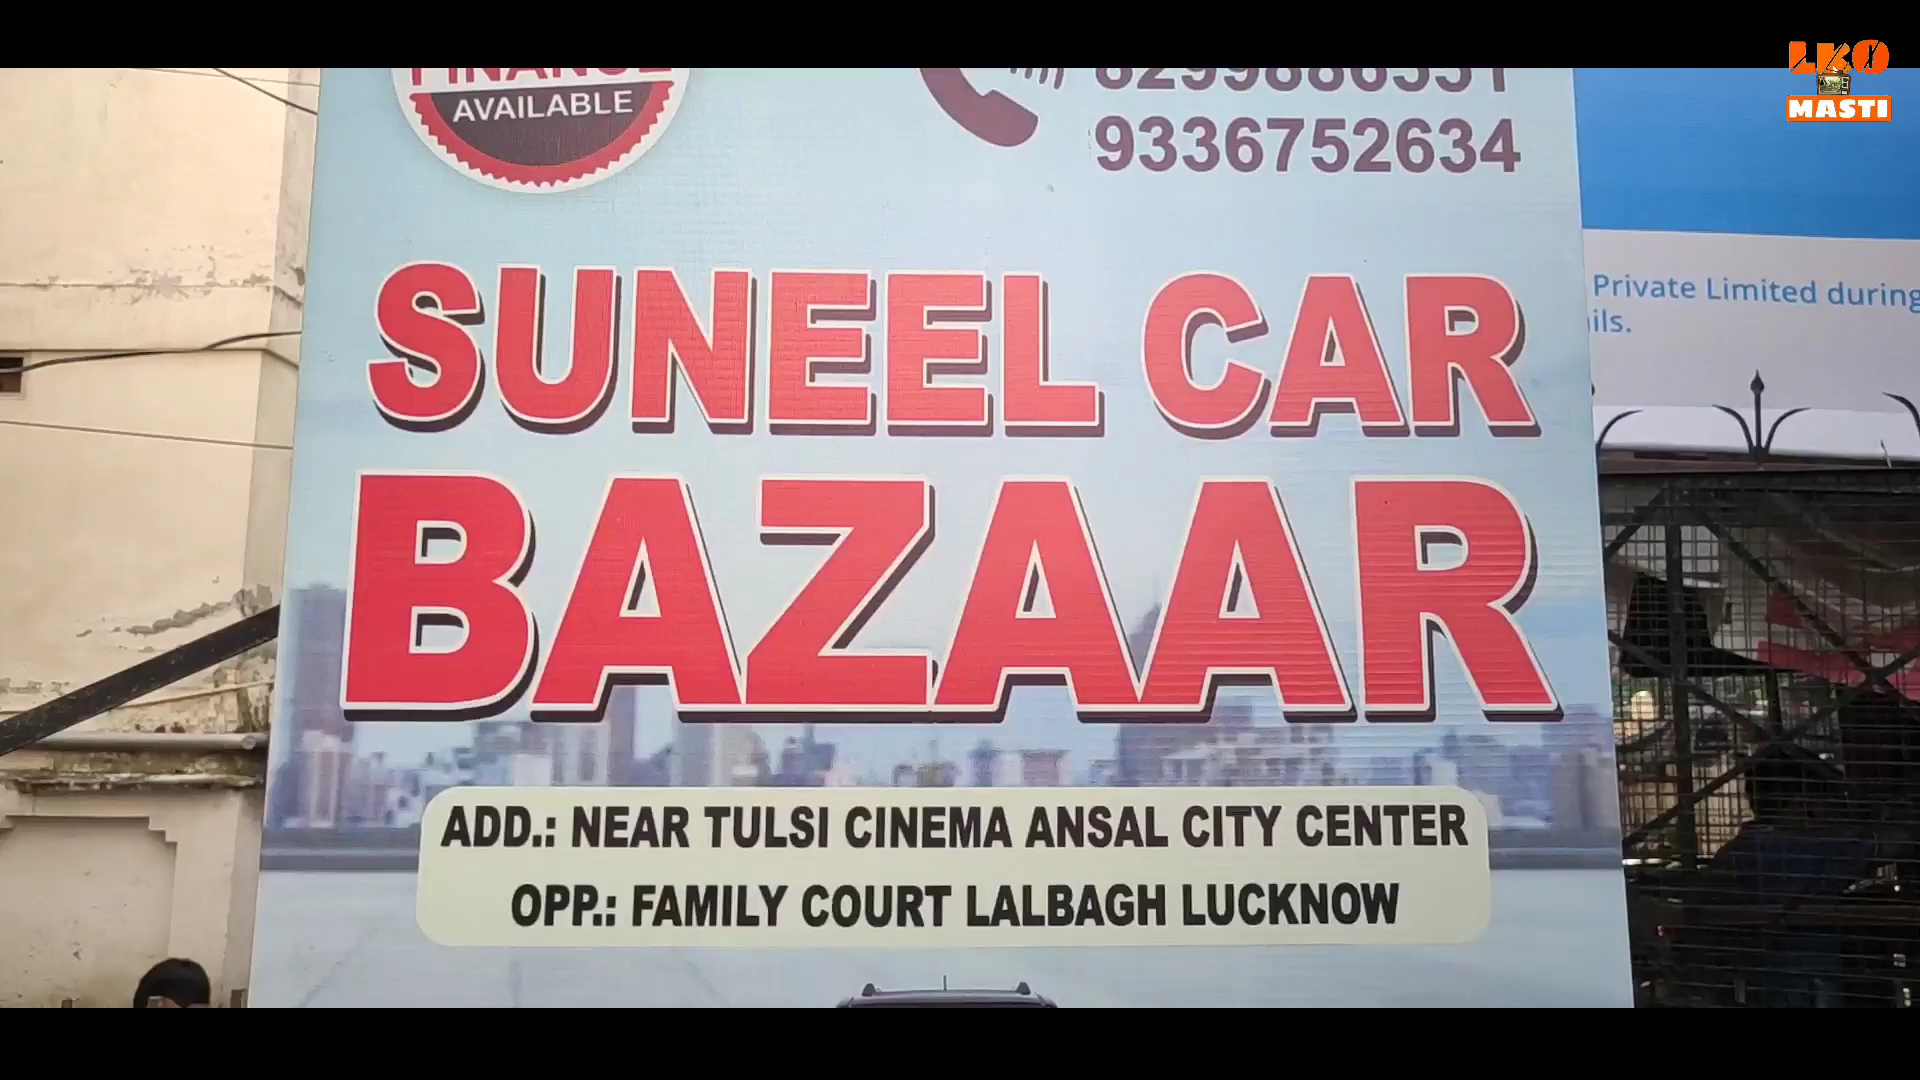 LKO
MASTI
FINANCE
AVAILABLE
8299886551
9336752634
SUNEEL CAR
BAZAAR
Private Limited during
ils.
ADD.: NEAR TULSI CINEMA ANSAL CITY CENTER
OPP.: FAMILY COURT LALBAGH LUCKNOW